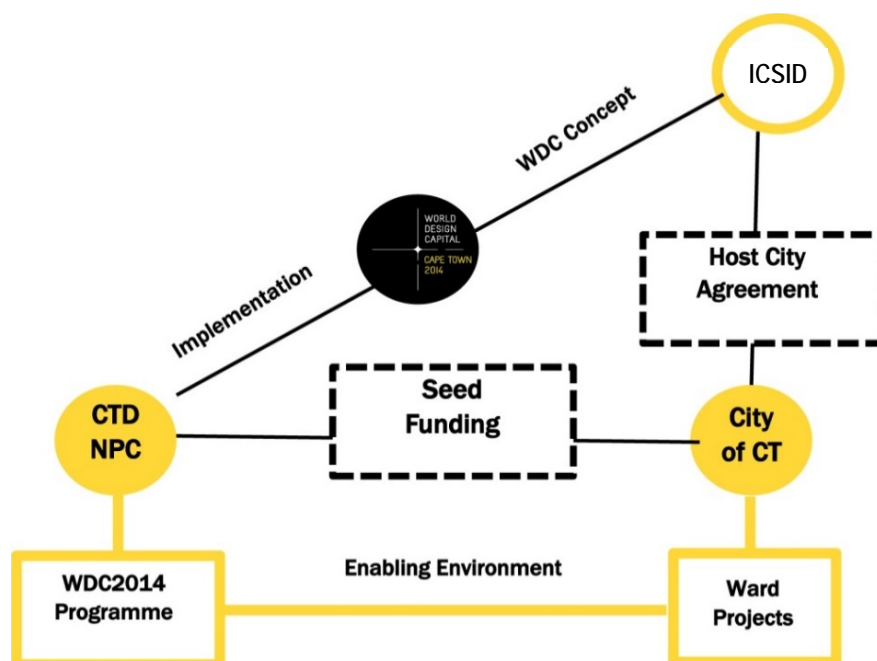 ICSID
WDC Concept
WORLD
DESIGN
CAPITAL
CAPE TOWN
2014
Host City
Agreement
Implementation
Seed
Funding
CTD
NPC
City
of CT
Enabling Environment
WDC2014
Programme
Ward
Projects